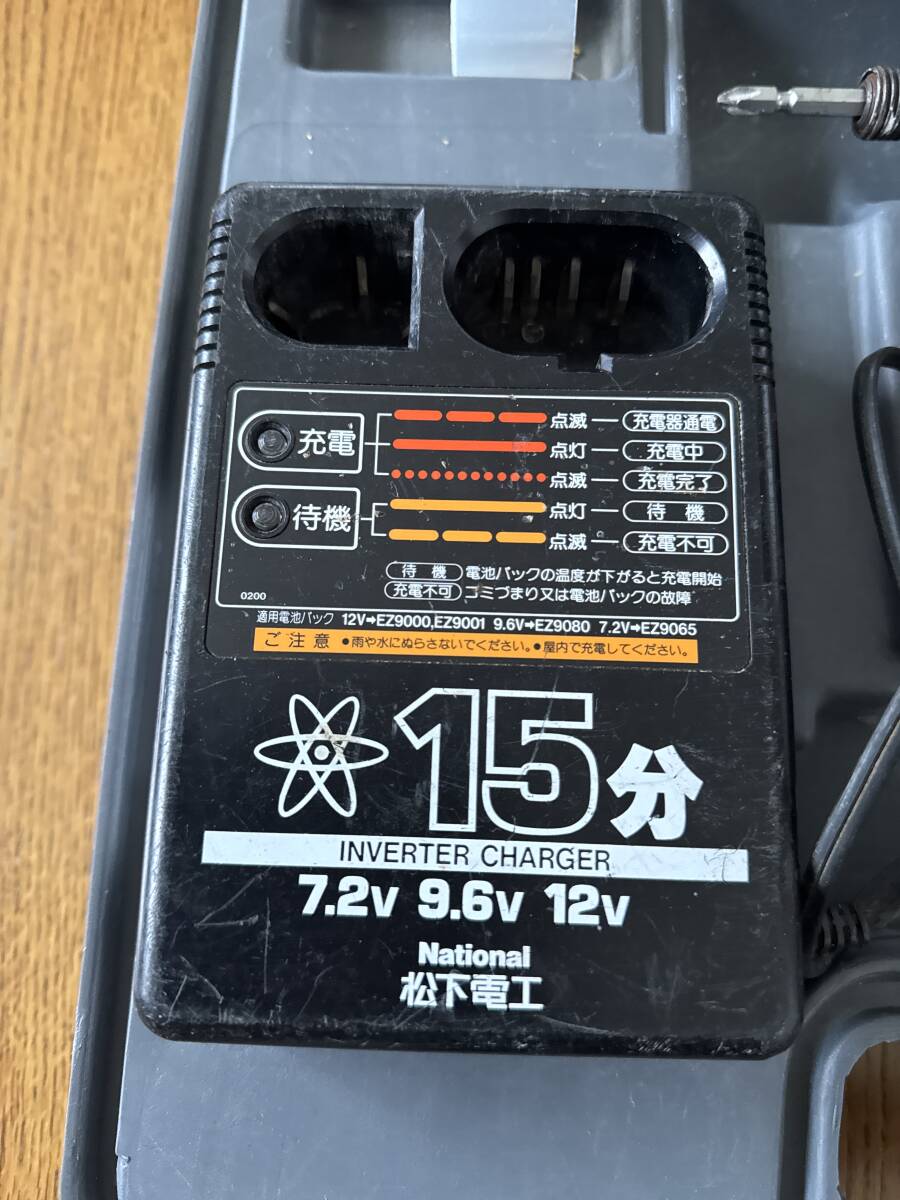 充電
点滅 充電器通電
点灯 充電中
点滅 充電完了
待機
点灯 待機
点滅 充電不可
待機 電池パックの温度が下がると充電開始
充電不可 ゴミづまり又は電池パックの故障
0200
適用電池パック 12V➡EZ9000,EZ9001 9.6V➡EZ9080 7.2V➡EZ9065
ご注意 ●雨や水にぬらさないでください。●屋内で充電してください。
15分
INVERTER CHARGER
7.2V 9.6V 12V
National
松下電工